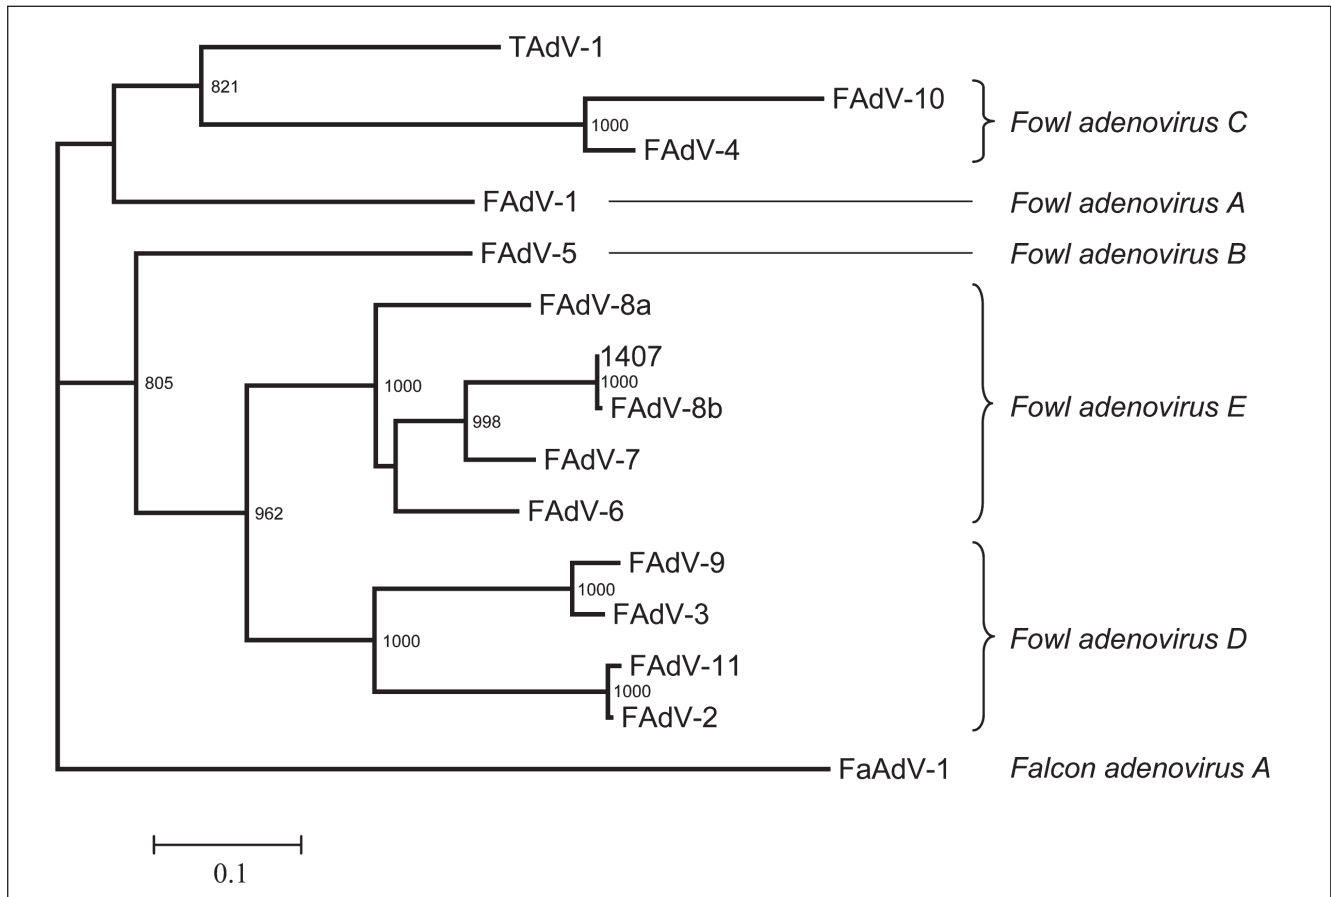 TAdV-1
821
FAdV-10
1000
FAdV-4
Fowl adenovirus C
FAdV-1
Fowl adenovirus A
FAdV-5
Fowl adenovirus B
FAdV-8a
1407
1000
1000
805
FAdV-8b
Fowl adenovirus E
998
FAdV-7
FAdV-6
962
FAdV-9
1000
FAdV-3
1000
Fowl adenovirus D
FAdV-11
1000
FAdV-2
FaAdV-1
Falcon adenovirus A
0.1